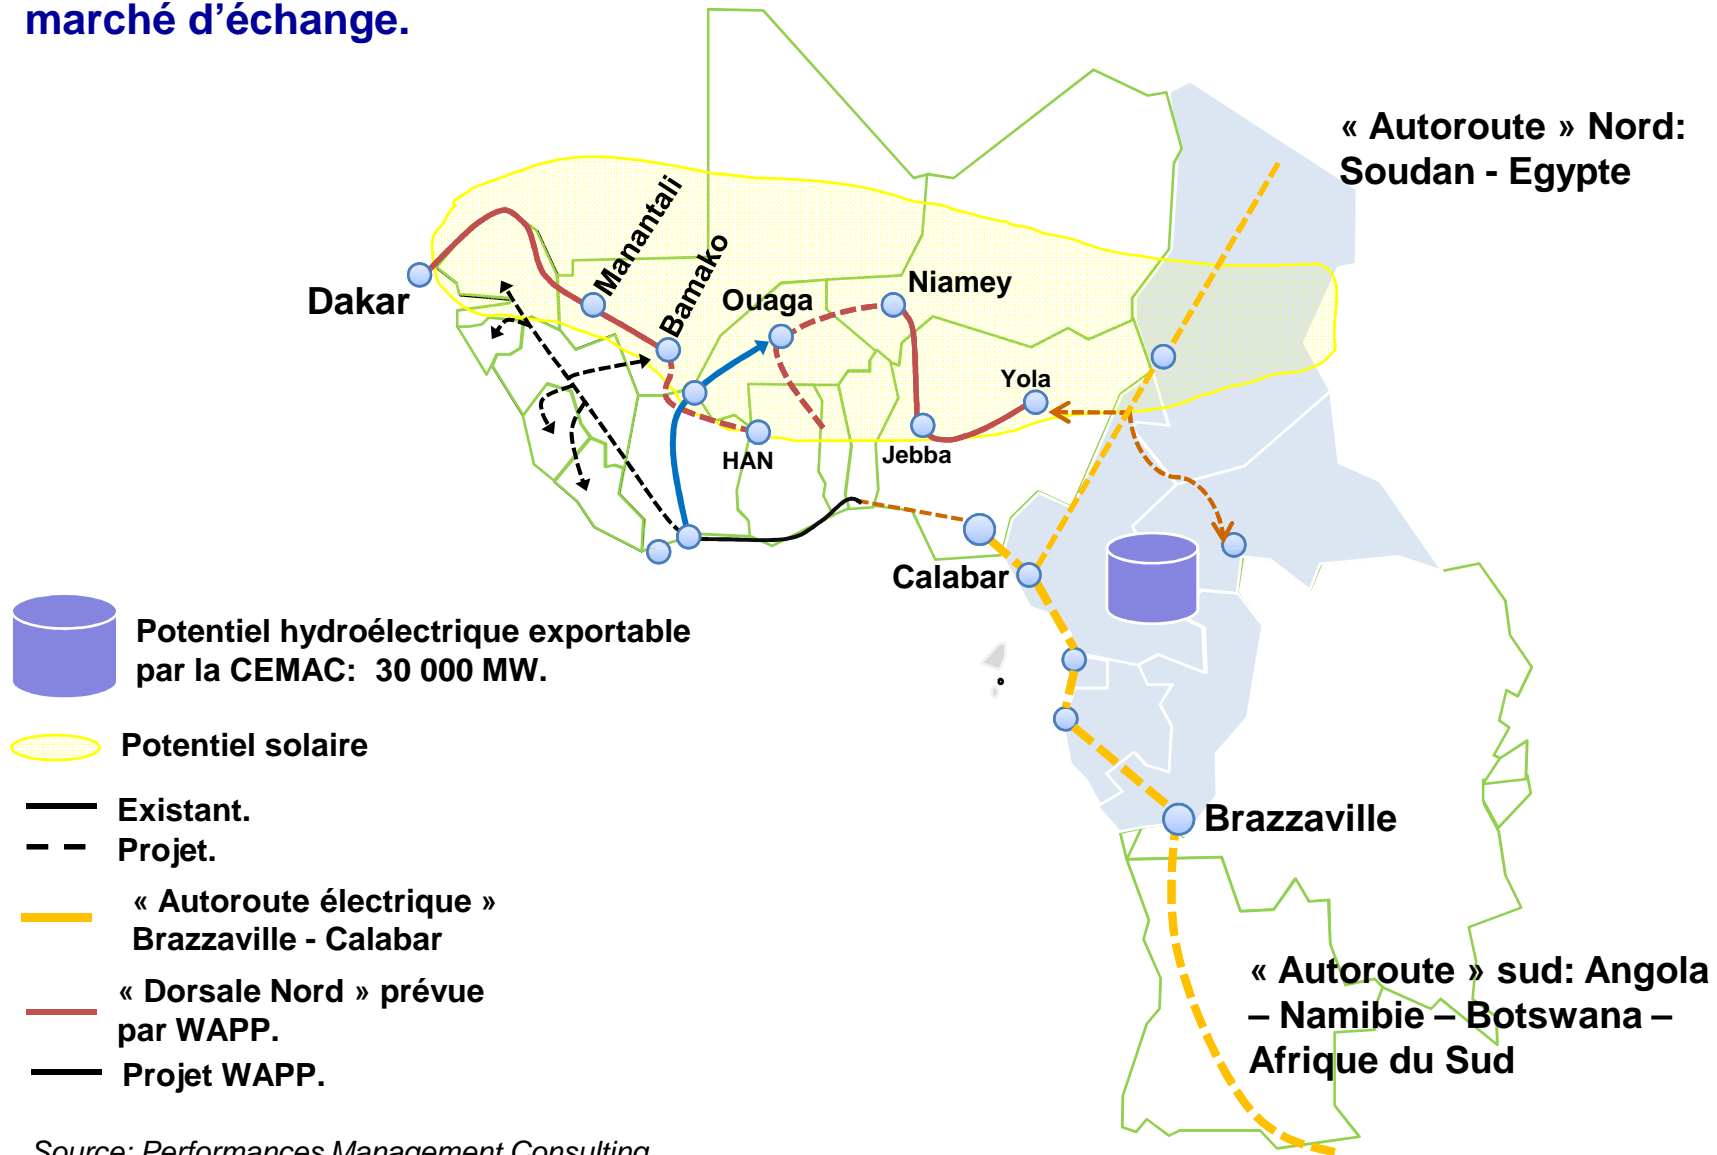 marché d’échange.
« Autoroute » Nord:
Soudan - Egypte
Manantali
Bamako
Dakar
Ouaga
Niamey
Yola
HAN
Jebba
Calabar
Potentiel hydroélectrique exportable
par la CEMAC: 30 000 MW.
Potentiel solaire
Existant.
Projet.
Brazzaville
« Autoroute électrique »
Brazzaville - Calabar
« Dorsale Nord » prévue
par WAPP.
Projet WAPP.
« Autoroute » sud: Angola
– Namibie – Botswana –
Afrique du Sud
Source: Performances Management Consulting